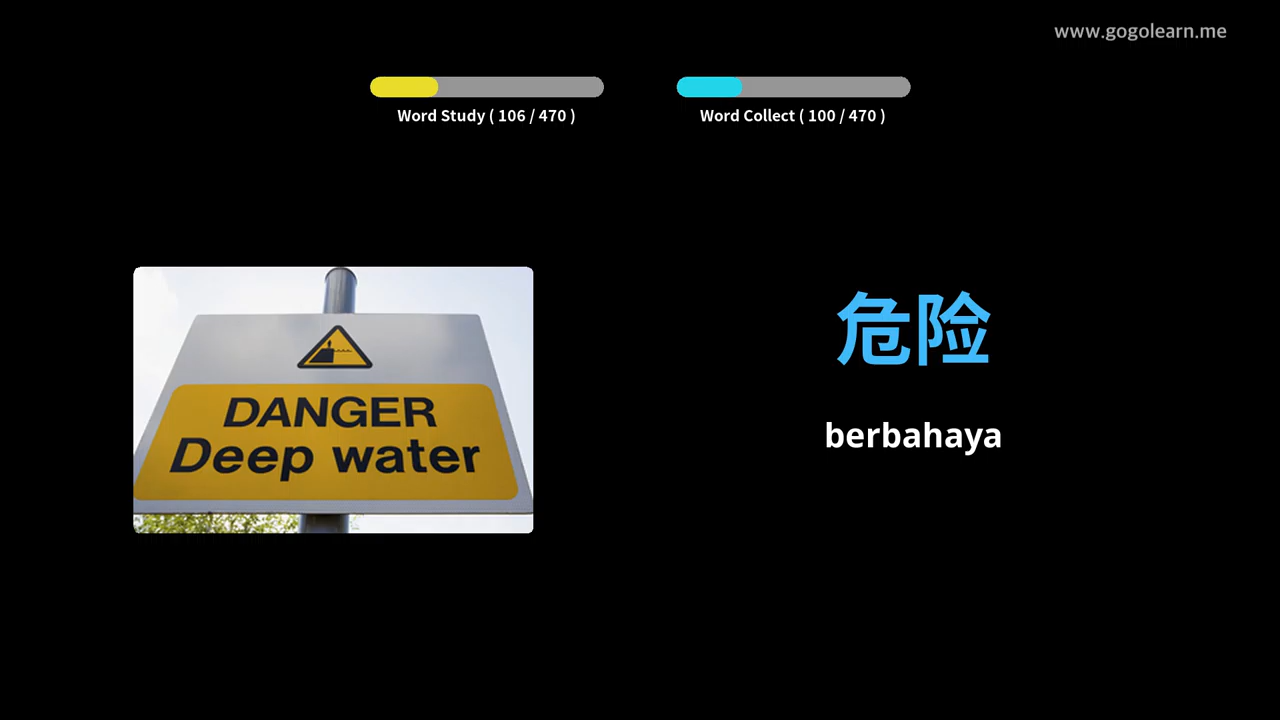 www.gogolearn.me
Word Study ( 106 / 470 )
Word Collect ( 100 / 470 )
DANGER
Deep water
危险
berbahaya